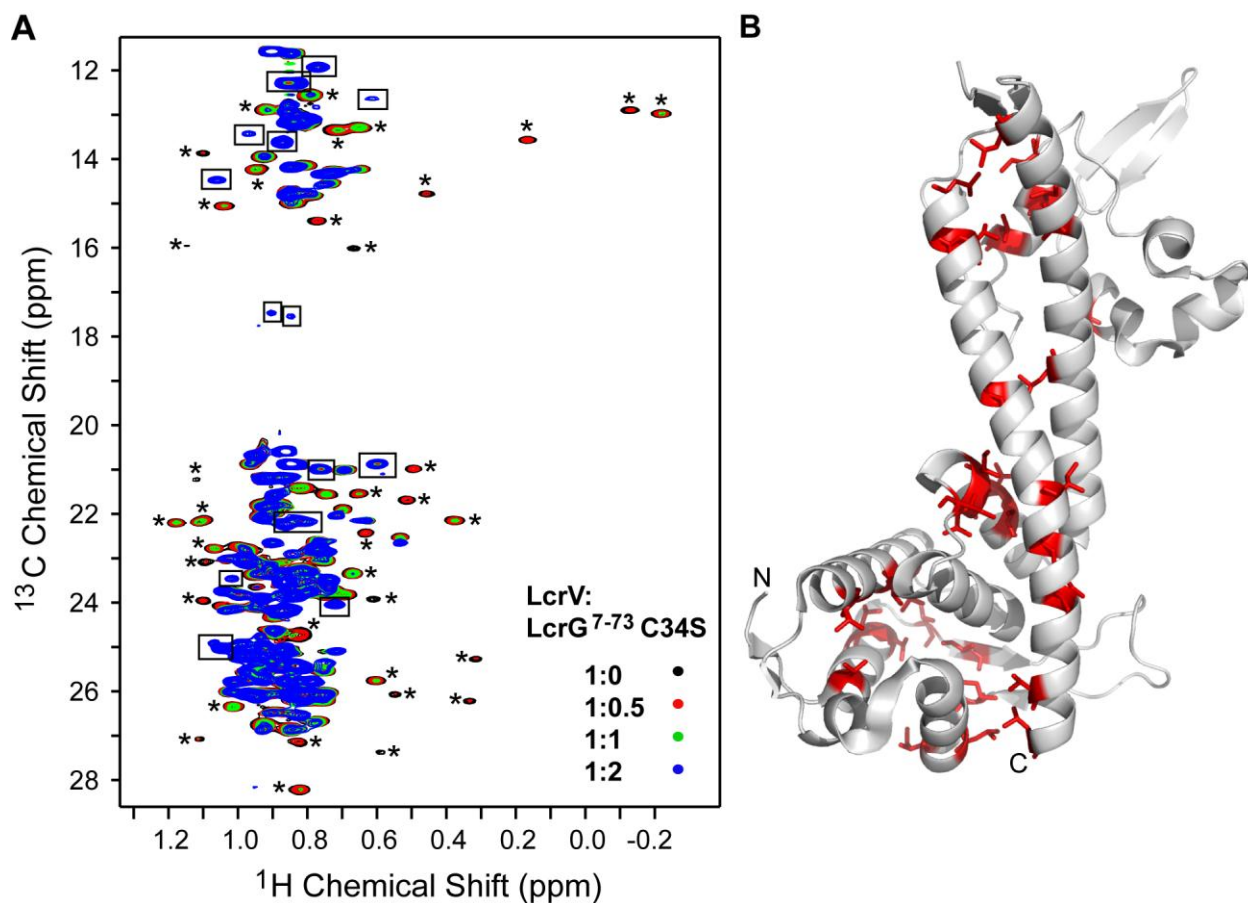 A
B
12
14
16
18
20
22
24
26
28
13C Chemical Shift (ppm)
* * * * * * * * * * * * *-  *
* * * * * * * * * * * * * * * * * * * * *
LcrV:
LcrG 7-73 C34S
1:0
1:0.5
1:1
1:2
1.2 1.0 0.8 0.6 0.4 0.2 0.0 -0.2
1H Chemical Shift (ppm)
N
C